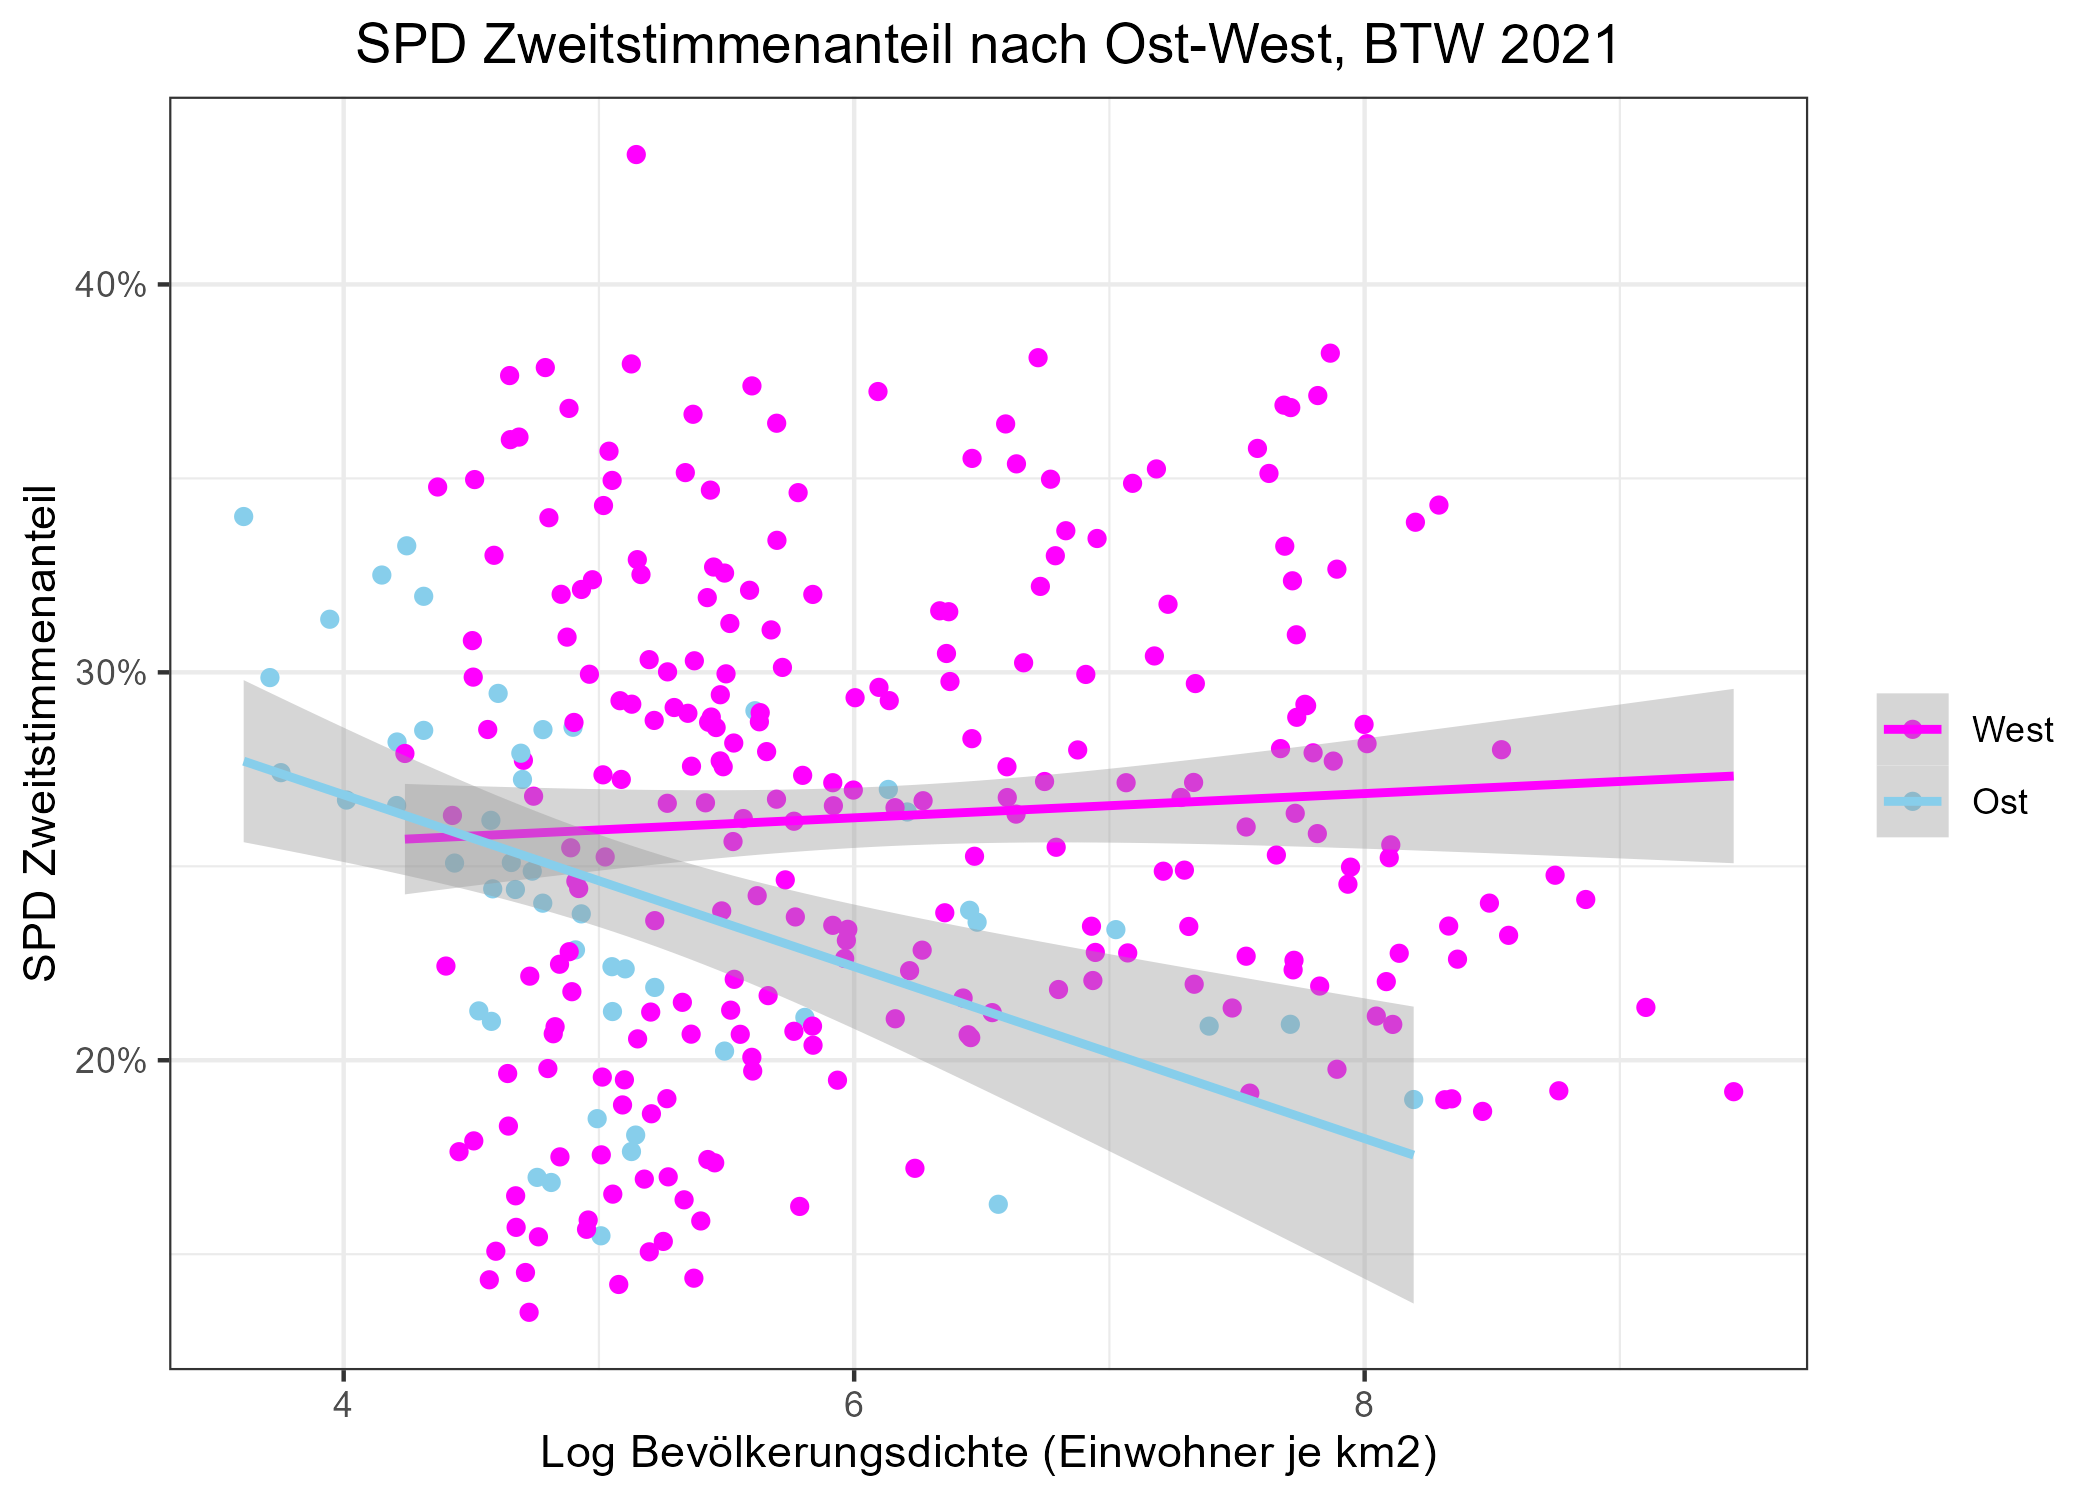 SPD Zweitstimmenanteil nach Ost-West, BTW 2021
SPD Zweitstimmenanteil
40%
30%
20%
4
6
8
Log Bevölkerungsdichte (Einwohner je km2)
West
Ost